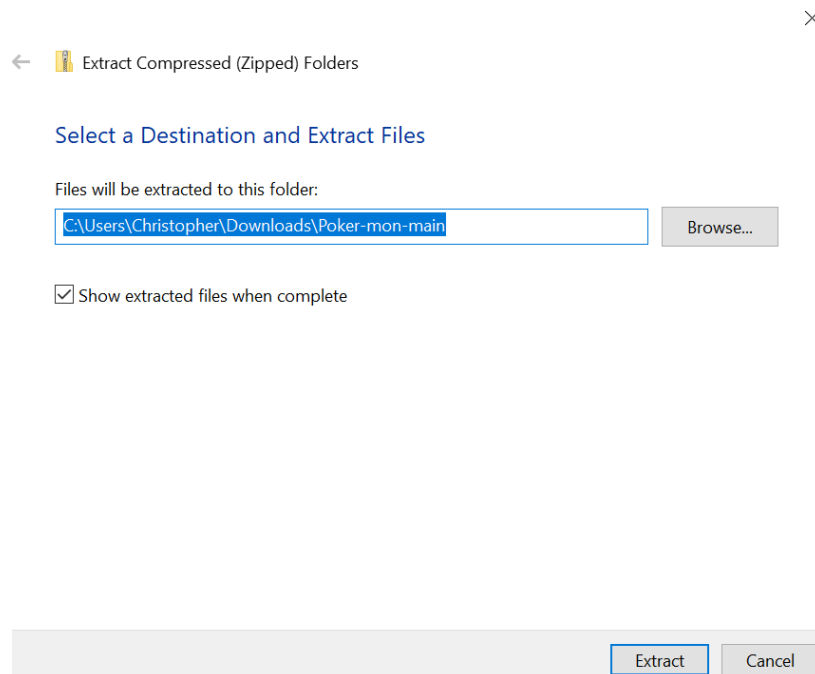 Extract Compressed (Zipped) Folders
Select a Destination and Extract Files
Files will be extracted to this folder:
C:\Users\Christopher\Downloads\Poker-mon-main
Browse...
Show extracted files when complete
Extract
Cancel